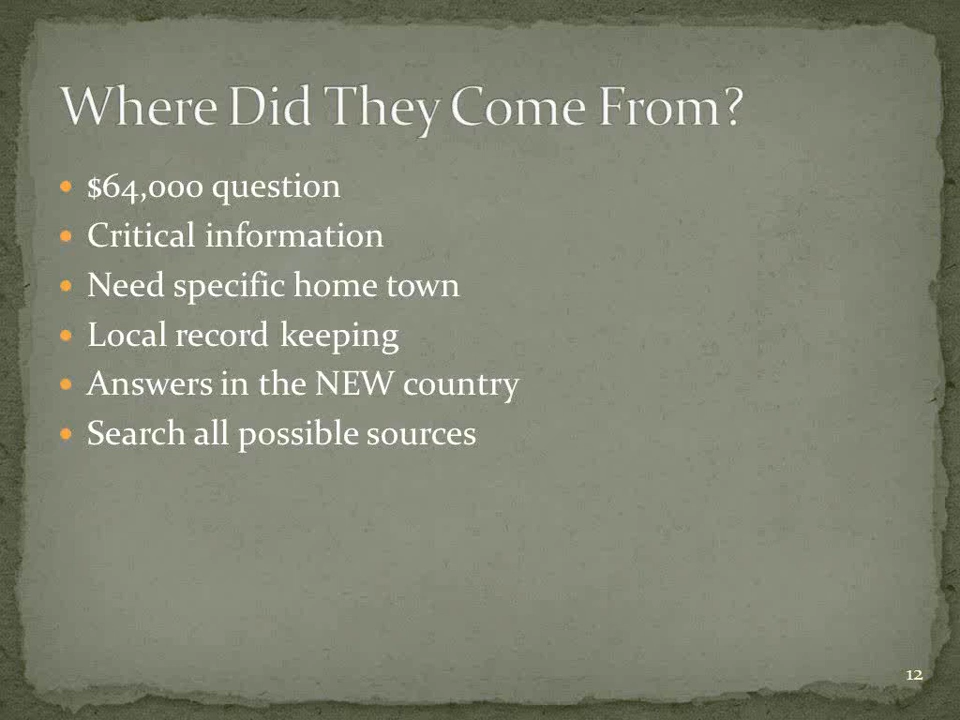 Where Did They Come From?
• $64,000 question
• Critical information
• Need specific home town
• Local record keeping
• Answers in the NEW country
• Search all possible sources
12